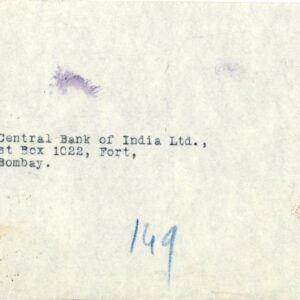 Central Bank of India Ltd.,
st Box 1022, Fort,
Bombay.
149